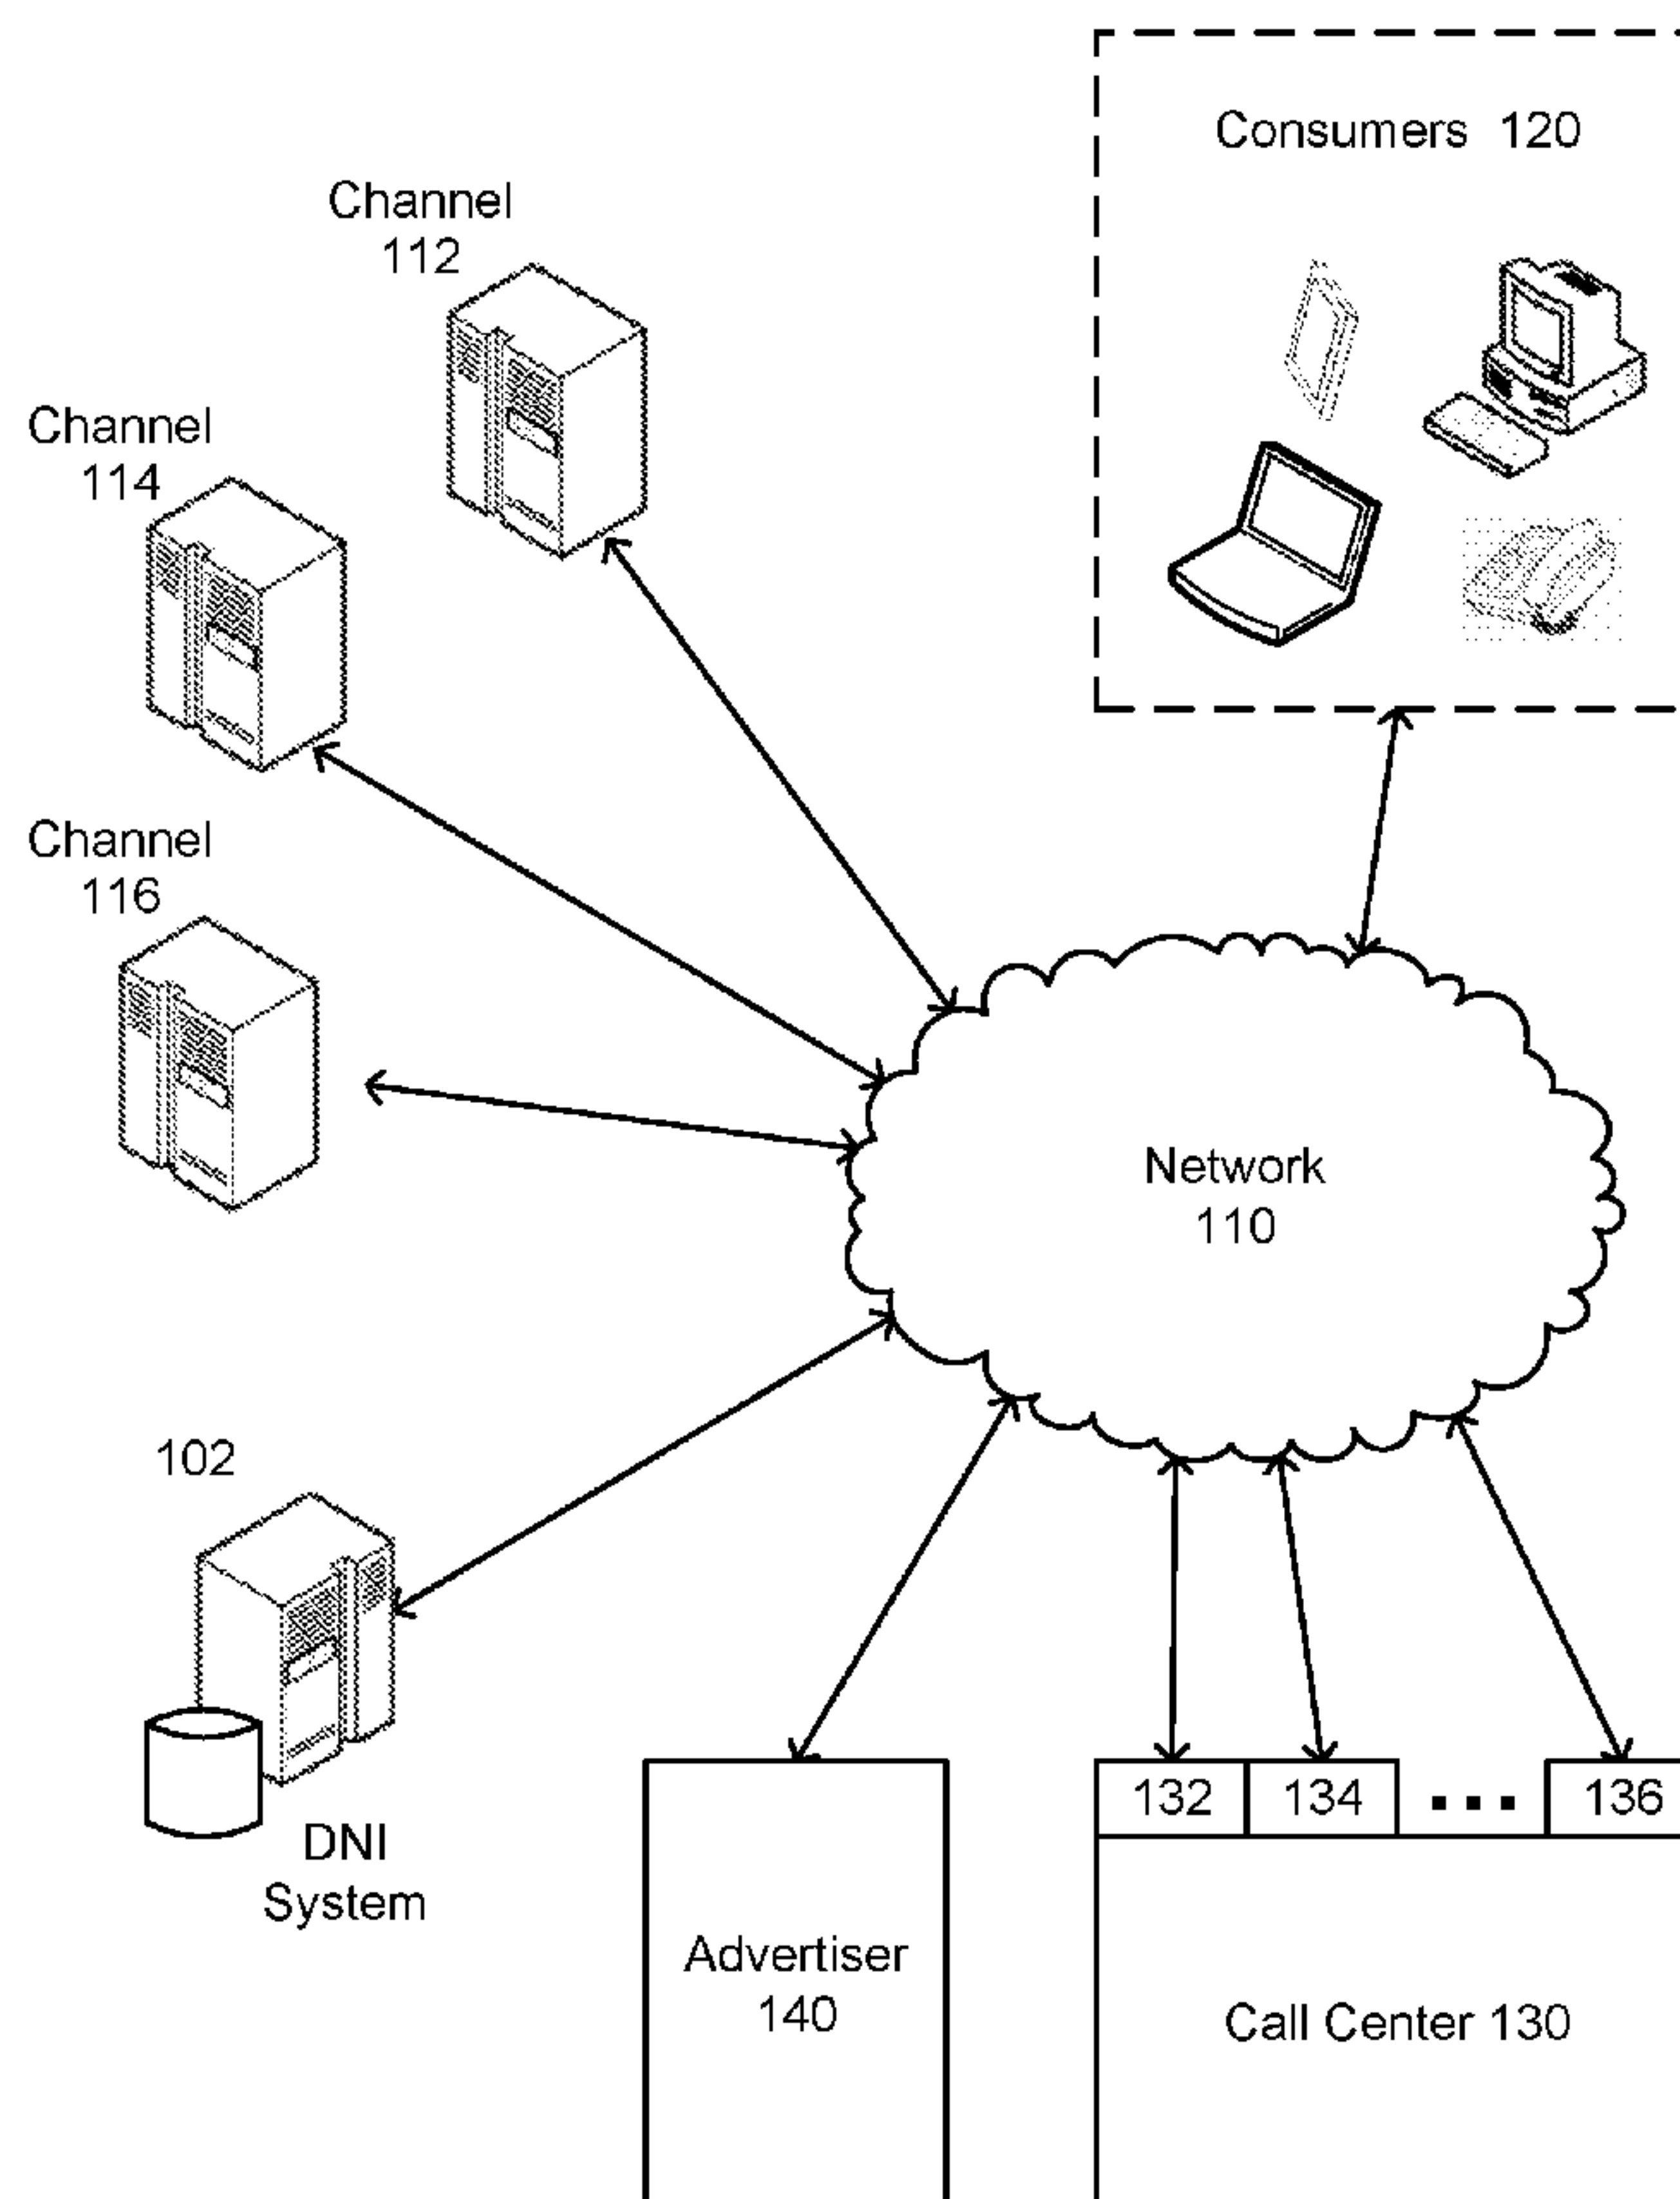 Consumers 120
Channel
112
Channel
114
Channel
116
Network
110
102
DNI
System
132
134
...
136
Advertiser
140
Call Center 130